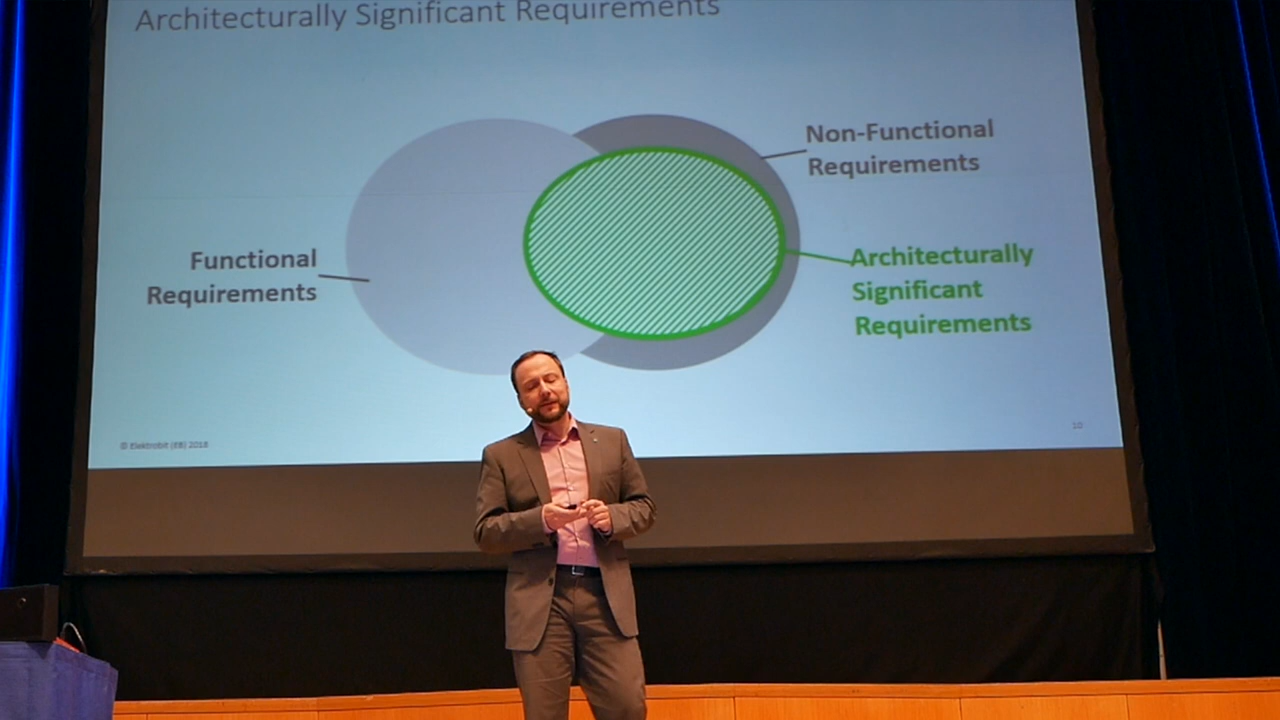 Architecturally Significant Requirements
Non-Functional
Requirements
Functional
Requirements
Architecturally
Significant
Requirements
© Elektrobit (EB) 2018
10